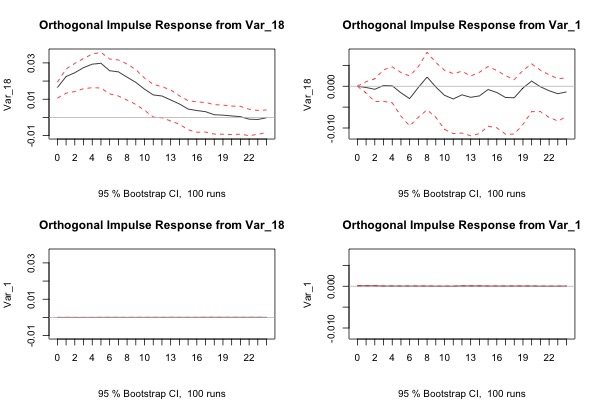 Orthogonal Impulse Response from Var_18
Var_18
0.03
0.01
-0.01
0 2 4 6 8 10 13 16 19 22
95 % Bootstrap CI, 100 runs
Orthogonal Impulse Response from Var_1
Var_18
0.000
-0.010
0 2 4 6 8 10 13 16 19 22
95 % Bootstrap CI, 100 runs
Orthogonal Impulse Response from Var_18
Var_1
0.03
0.01
-0.01
0 2 4 6 8 10 13 16 19 22
95 % Bootstrap CI, 100 runs
Orthogonal Impulse Response from Var_1
Var_1
0.000
-0.010
0 2 4 6 8 10 13 16 19 22
95 % Bootstrap CI, 100 runs